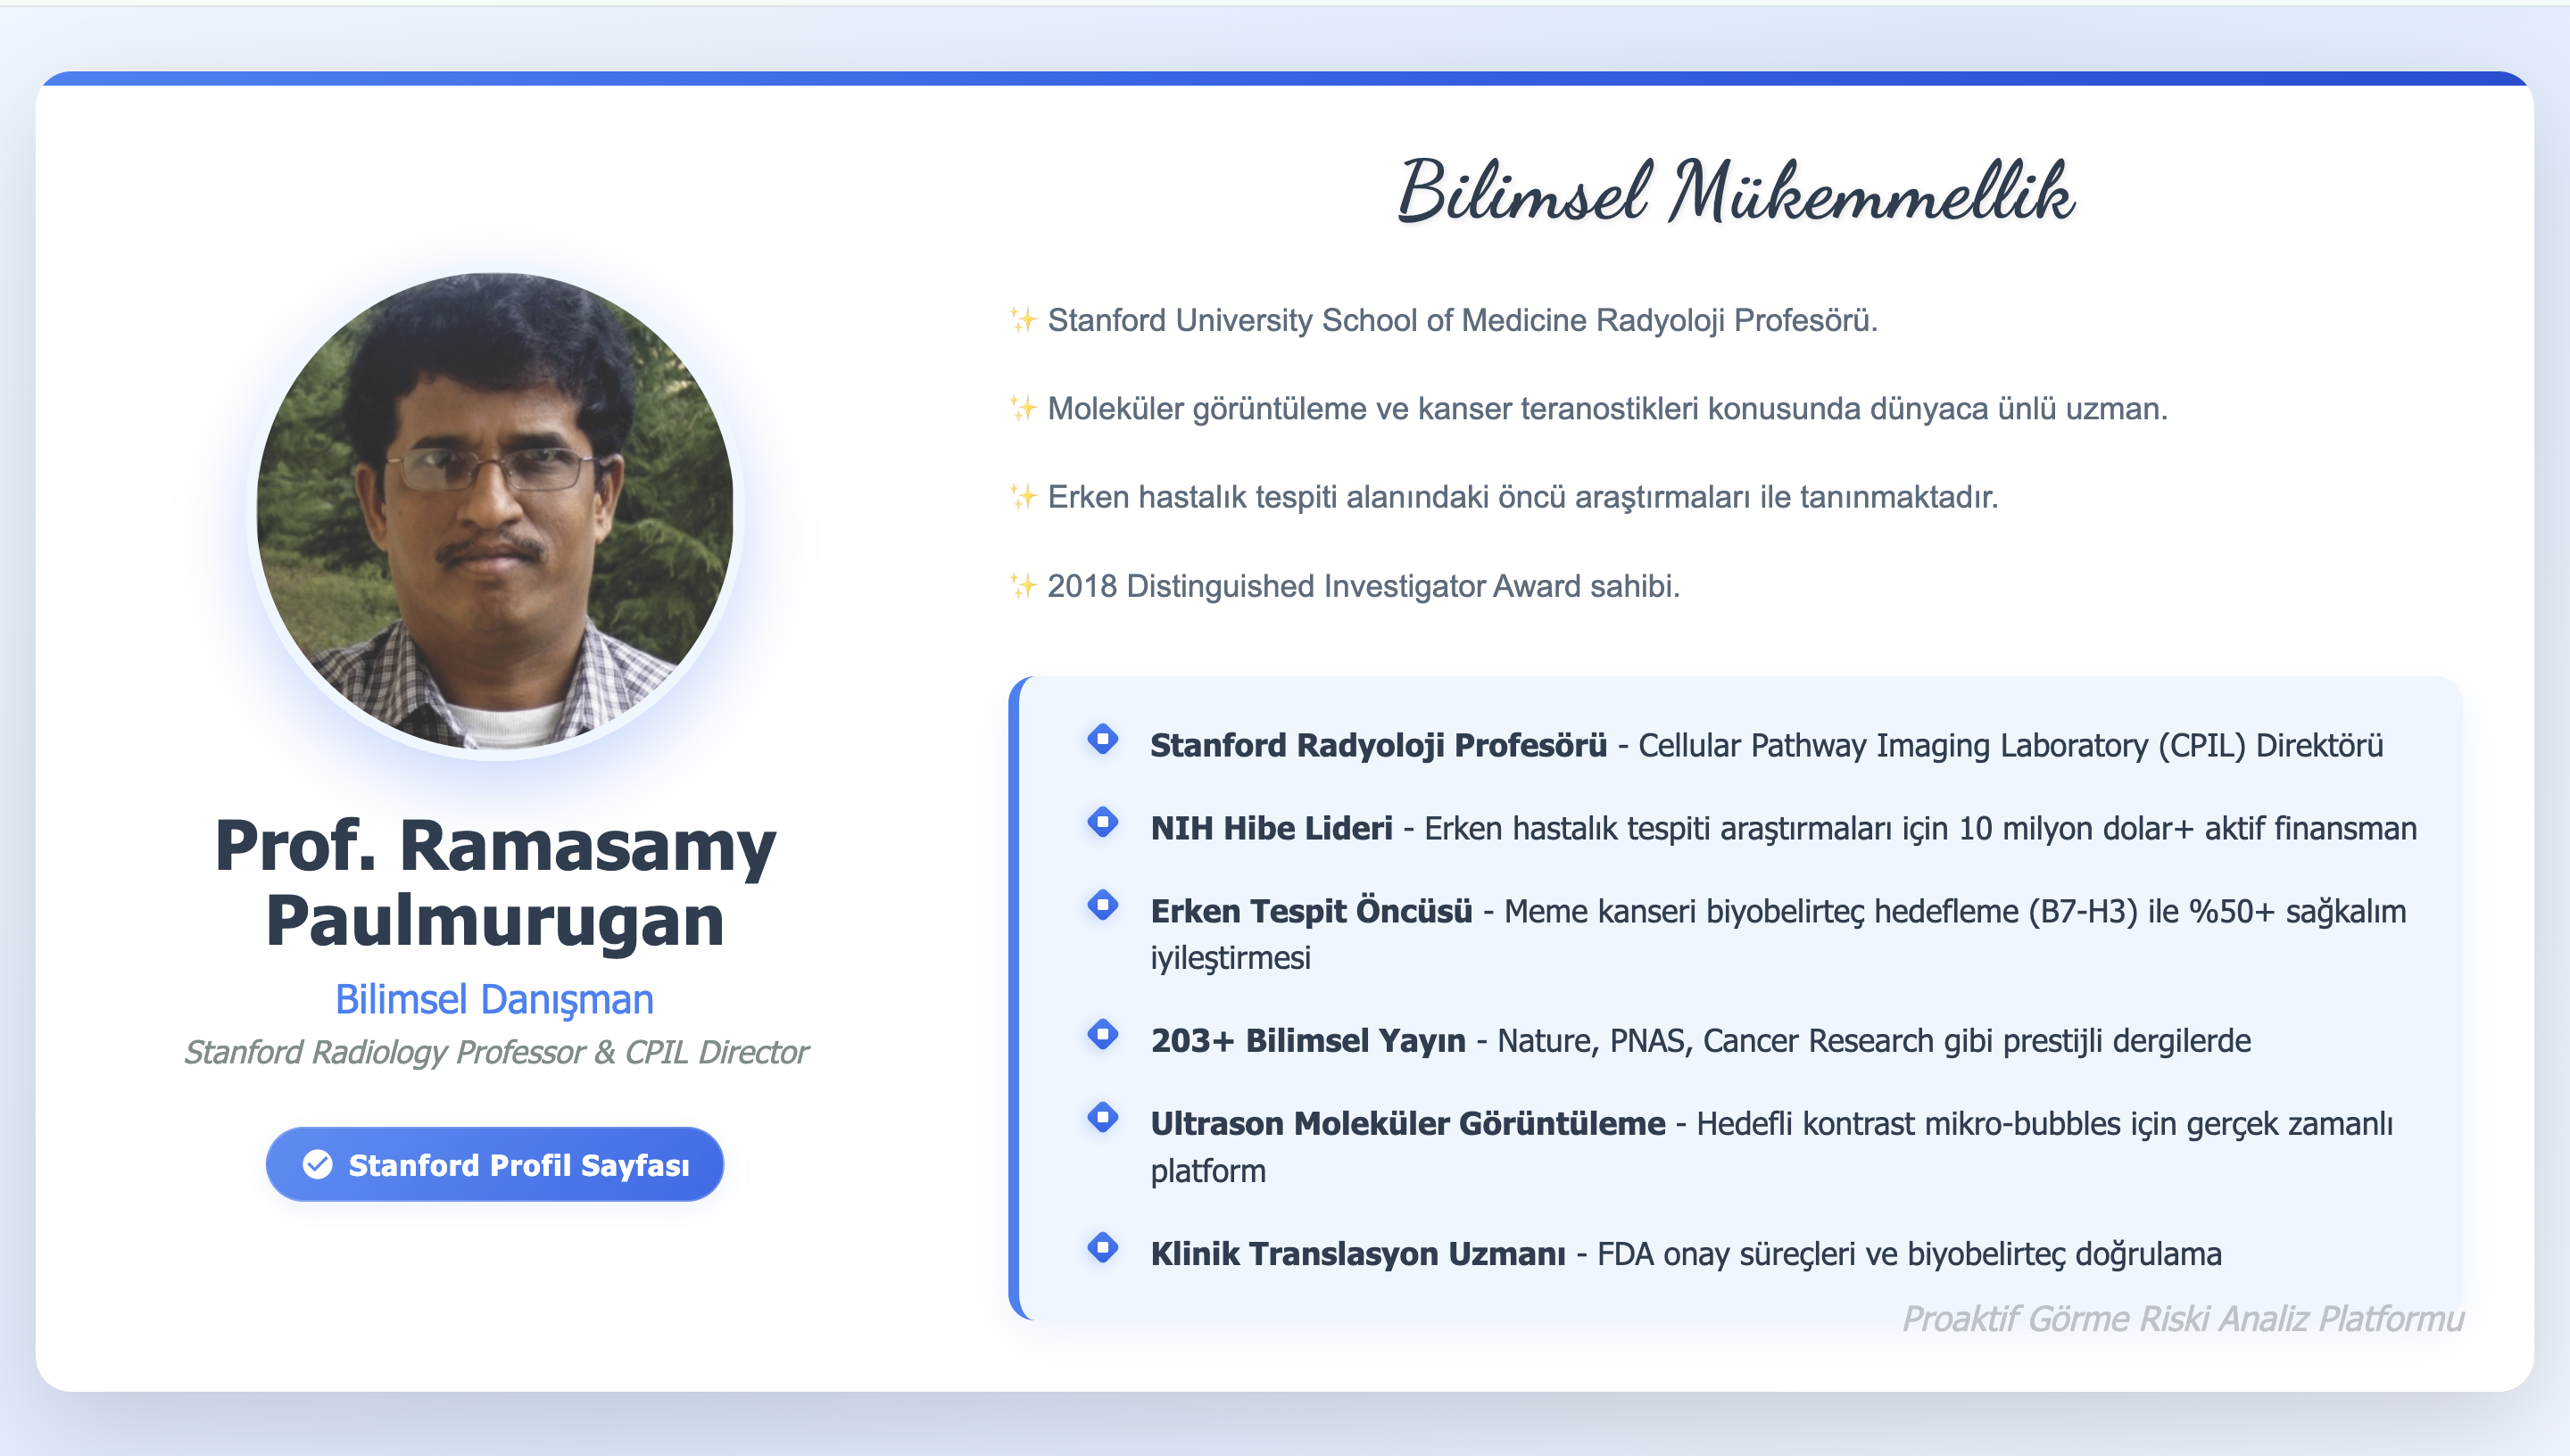 Bilimsel Mükemmellik
✨ Stanford University School of Medicine Radyoloji Profesörü.
✨ Moleküler görüntüleme ve kanser teranostikleri konusunda dünyaca ünlü uzman.
✨ Erken hastalık tespiti alanındaki öncü araştırmaları ile tanınmaktadır.
✨ 2018 Distinguished Investigator Award sahibi.
Prof. Ramasamy
Paulmurugan
Bilimsel Danışman
Stanford Radiology Professor & CPIL Director
Stanford Profil Sayfası
Stanford Radyoloji Profesörü - Cellular Pathway Imaging Laboratory (CPIL) Direktörü
NIH Hibe Lideri - Erken hastalık tespiti araştırmaları için 10 milyon dolar+ aktif finansman
Erken Tespit Öncüsü - Meme kanseri biyobelirteç hedefleme (B7-H3) ile %50+ sağkalım
iyileştirmesi
203+ Bilimsel Yayın - Nature, PNAS, Cancer Research gibi prestijli dergilerde
Ultrason Moleküler Görüntüleme - Hedefli kontrast mikro-bubbles için gerçek zamanlı
platform
Klinik Translasyon Uzmanı - FDA onay süreçleri ve biyobelirteç doğrulama
Proaktif Görme Riski Analiz Platformu